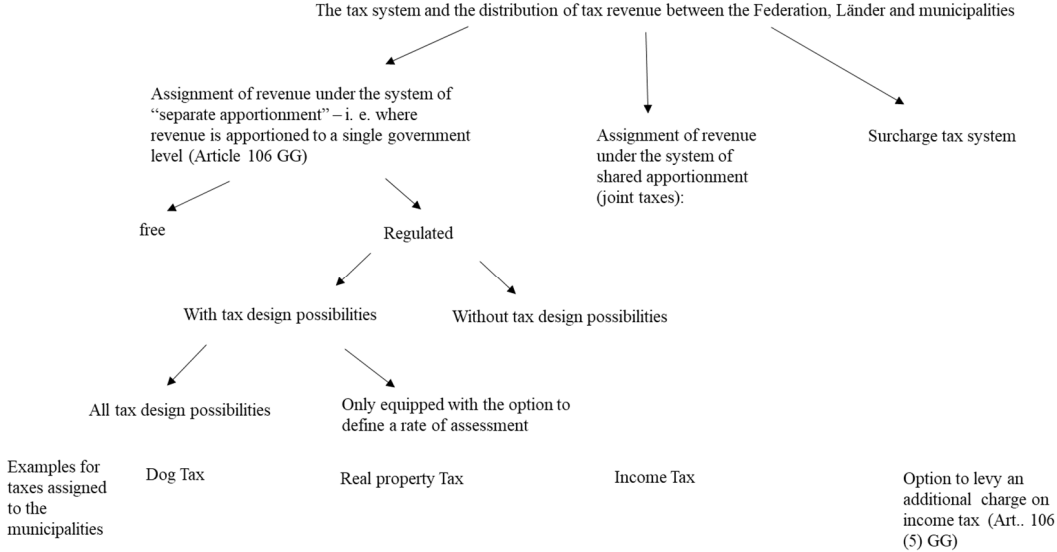 The tax system and the distribution of tax revenue between the Federation, Länder and municipalities
Assignment of revenue under the system of
“separate apportionment” – i. e. where
revenue is apportioned to a single government
level (Article 106 GG)
Assignment of revenue
under the system of
shared apportionment
(joint taxes):
Surcharge tax system
free
Regulated
With tax design possibilities
Without tax design possibilities
All tax design possibilities
Only equipped with the option to
define a rate of assessment
Examples for
taxes assigned
to the
municipalities
Dog Tax
Real property Tax
Income Tax
Option to levy an
additional charge on
income tax (Art.. 106
(5) GG)